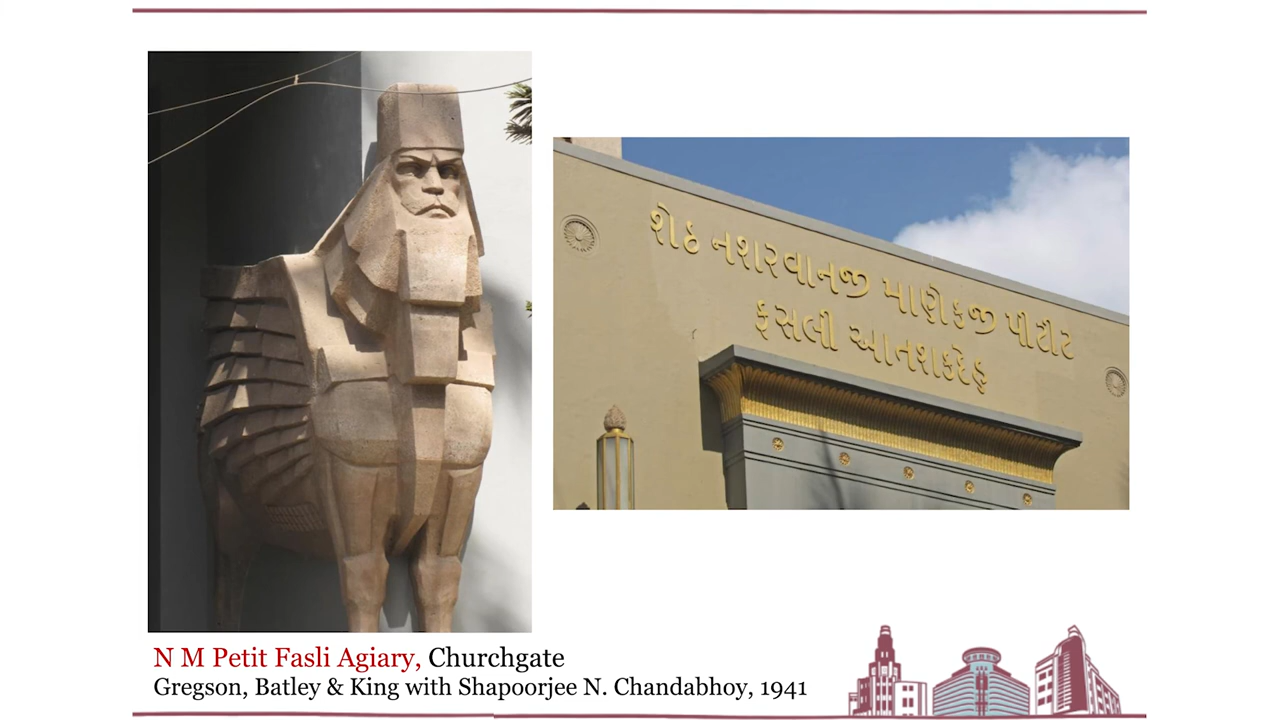 શેઠ નશરવાનજી માણેકજી પીટીટ
ફસલી આતશકદેહ
N M Petit Fasli Agiary, Churchgate
Gregson, Batley & King with Shapoorjee N. Chandabhoy, 1941